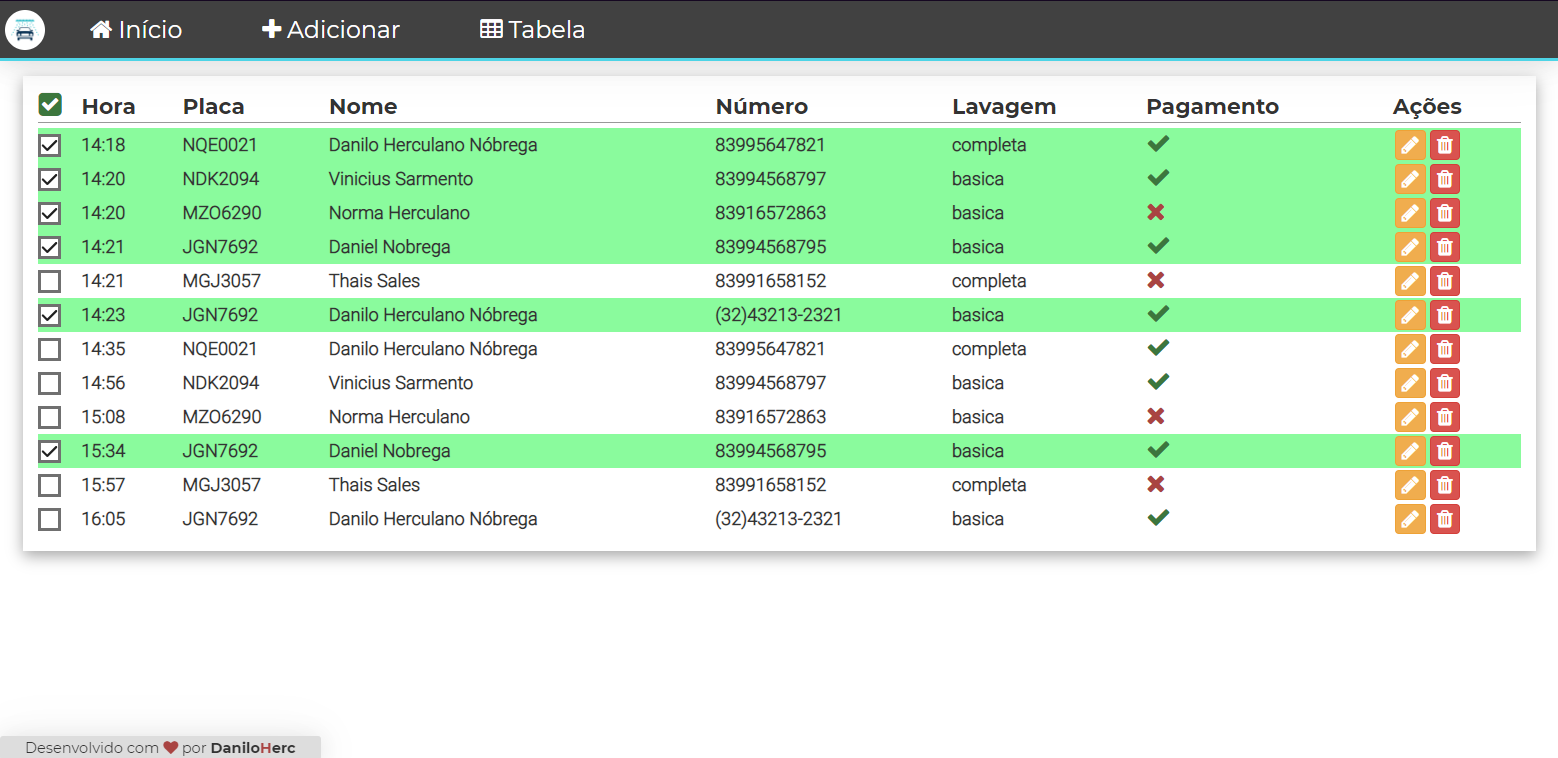 Início Adicionar Tabela
Hora Placa Nome Número Lavagem Pagamento Ações
14:18 NQE0021 Danilo Herculano Nóbrega 83995647821 completa
14:20 NDK2094 Vinicius Sarmento 83994568797 basica
14:20 MZO6290 Norma Herculano 83916572863 basica
14:21 JGN7692 Daniel Nobrega 83994568795 basica
14:21 MGJ3057 Thais Sales 83991658152 completa
14:23 JGN7692 Danilo Herculano Nóbrega (32)43213-2321 basica
14:35 NQE0021 Danilo Herculano Nóbrega 83995647821 completa
14:56 NDK2094 Vinicius Sarmento 83994568797 basica
15:08 MZO6290 Norma Herculano 83916572863 basica
15:34 JGN7692 Daniel Nobrega 83994568795 basica
15:57 MGJ3057 Thais Sales 83991658152 completa
16:05 JGN7692 Danilo Herculano Nóbrega (32)43213-2321 basica
Desenvolvido com ❤ por DaniloHerc